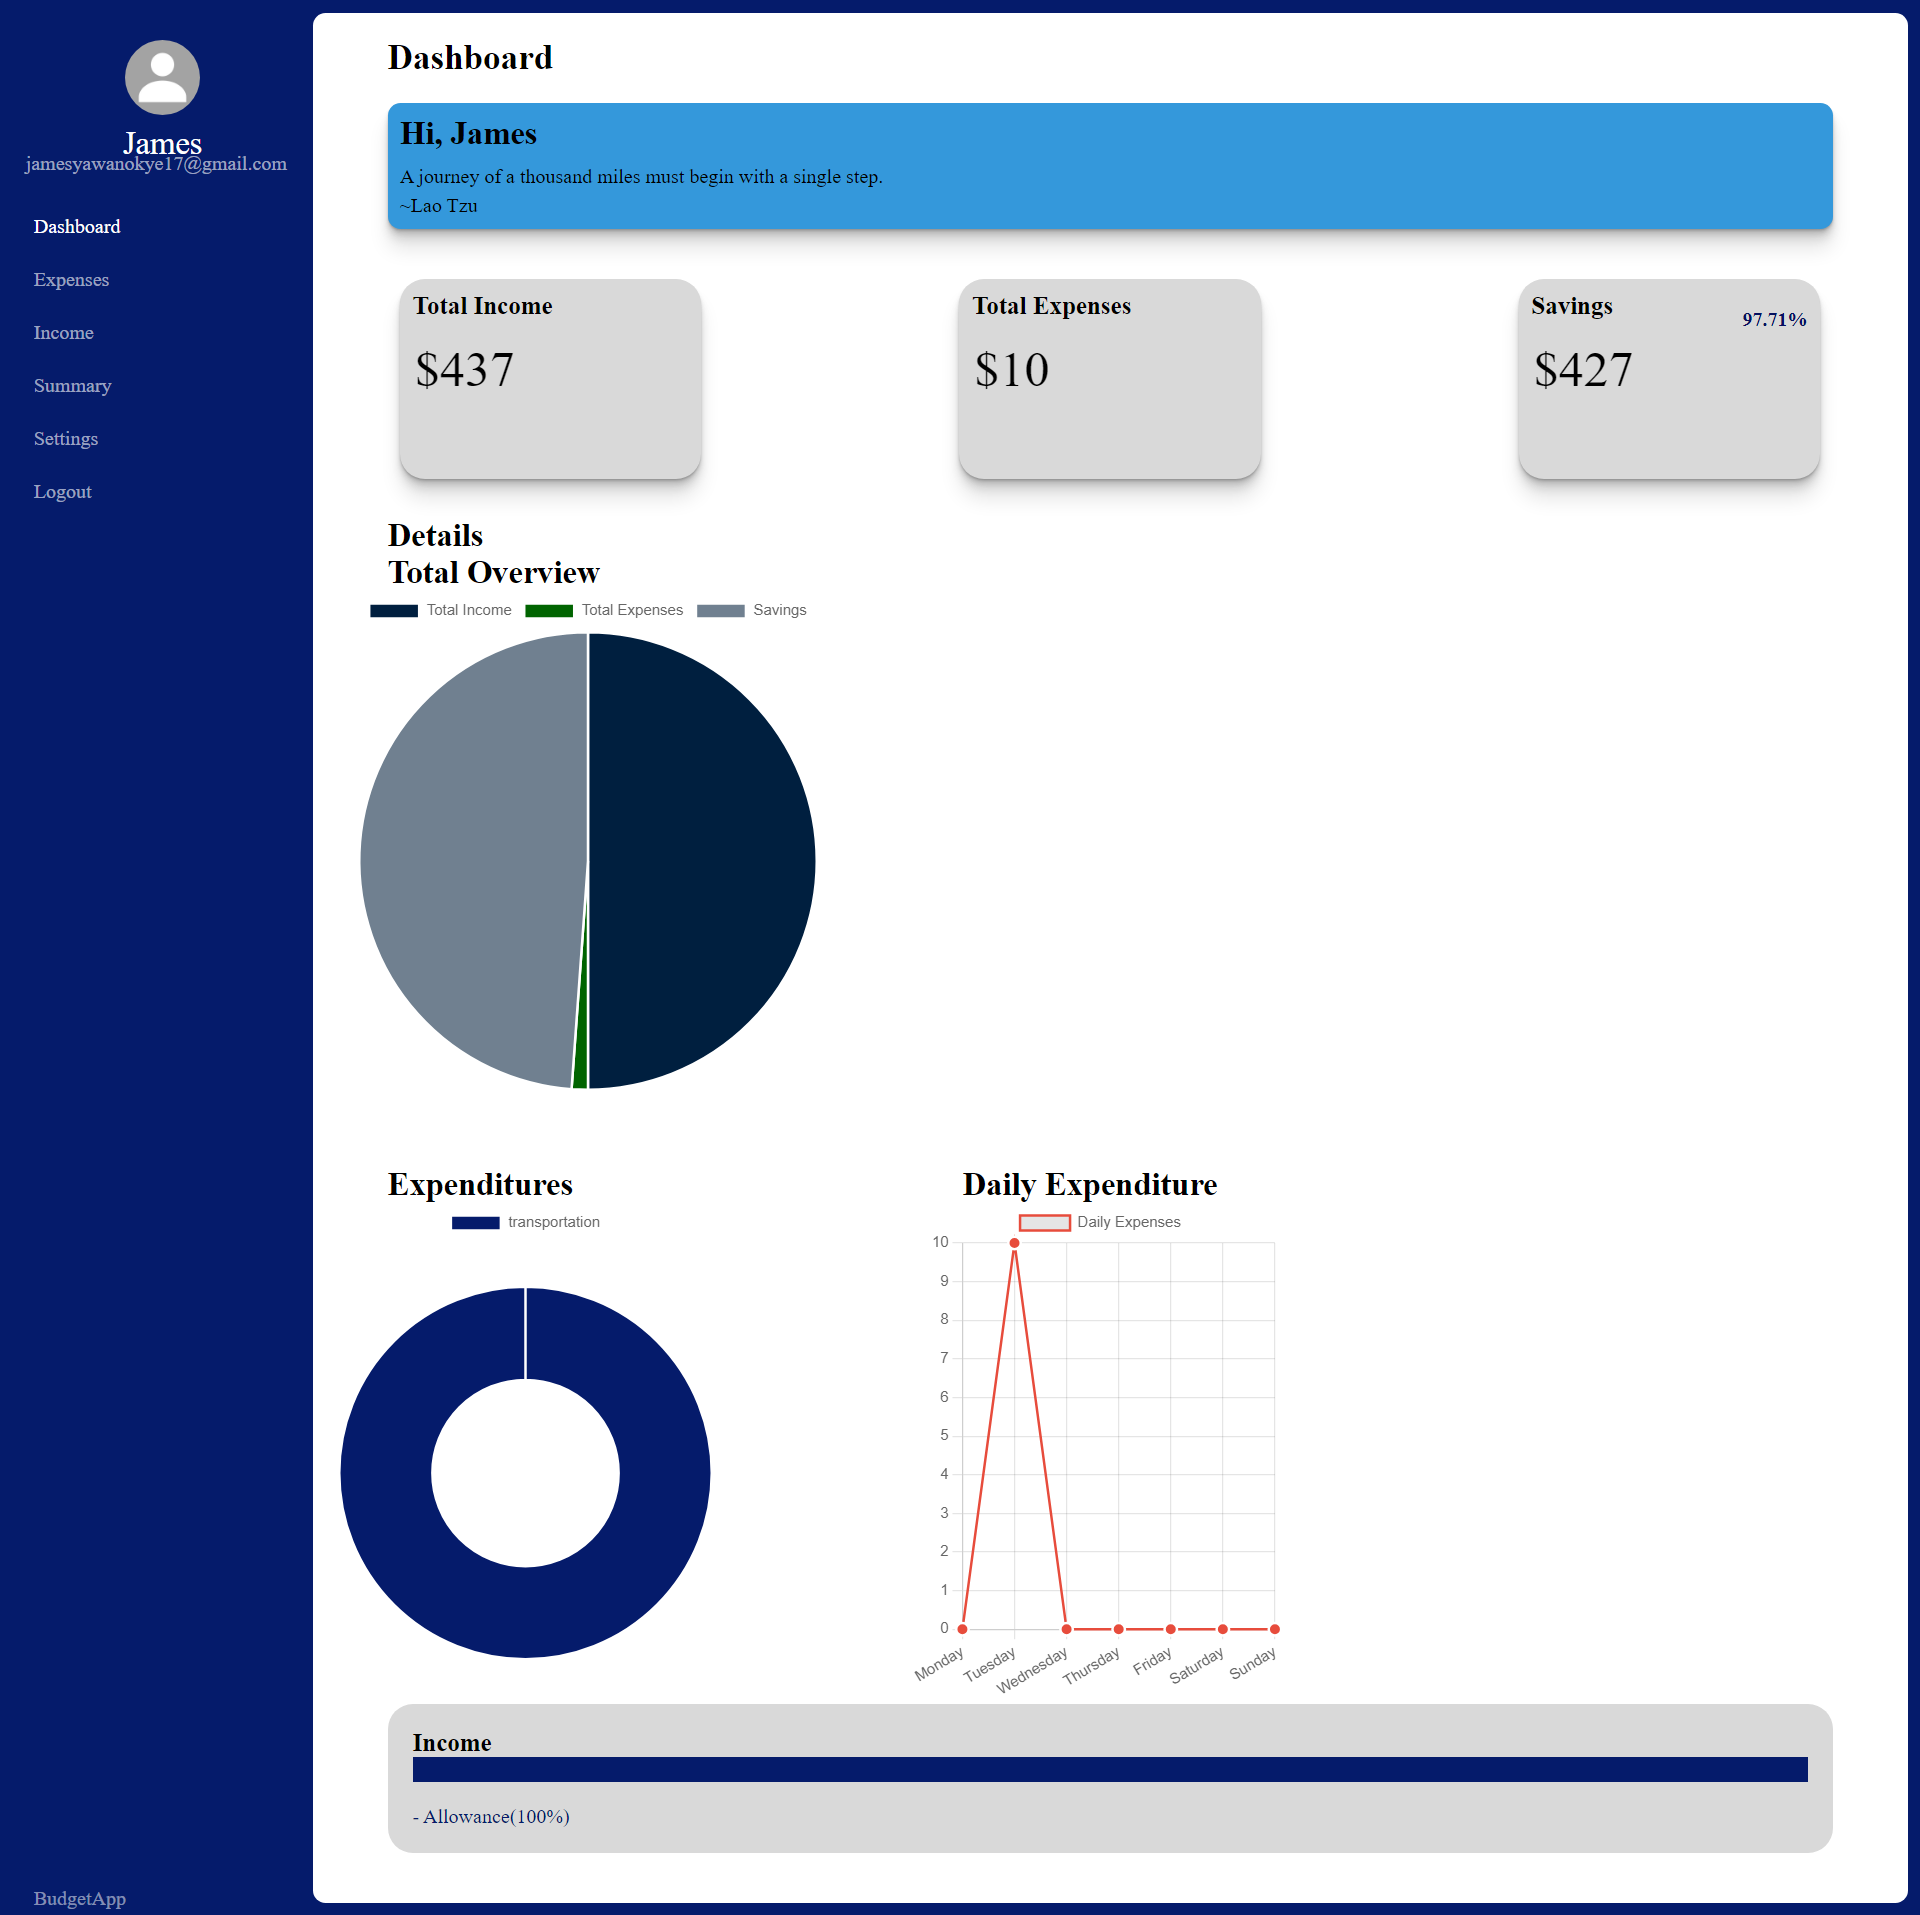 James
jamesyawanokye17@gmail.com
Dashboard
Expenses
Income
Summary
Settings
Logout
BudgetApp
Dashboard
Hi, James
A journey of a thousand miles must begin with a single step.
~Lao Tzu
Total Income
$437
Total Expenses
$10
Savings
97.71%
$427
Details
Total Overview
Total Income Total Expenses Savings
Expenditures
transportation
Daily Expenditure
Daily Expenses
10
9
8
7
6
5
4
3
2
1
0
Monday Tuesday Wednesday Thursday Friday Saturday Sunday
Income
- Allowance(100%)